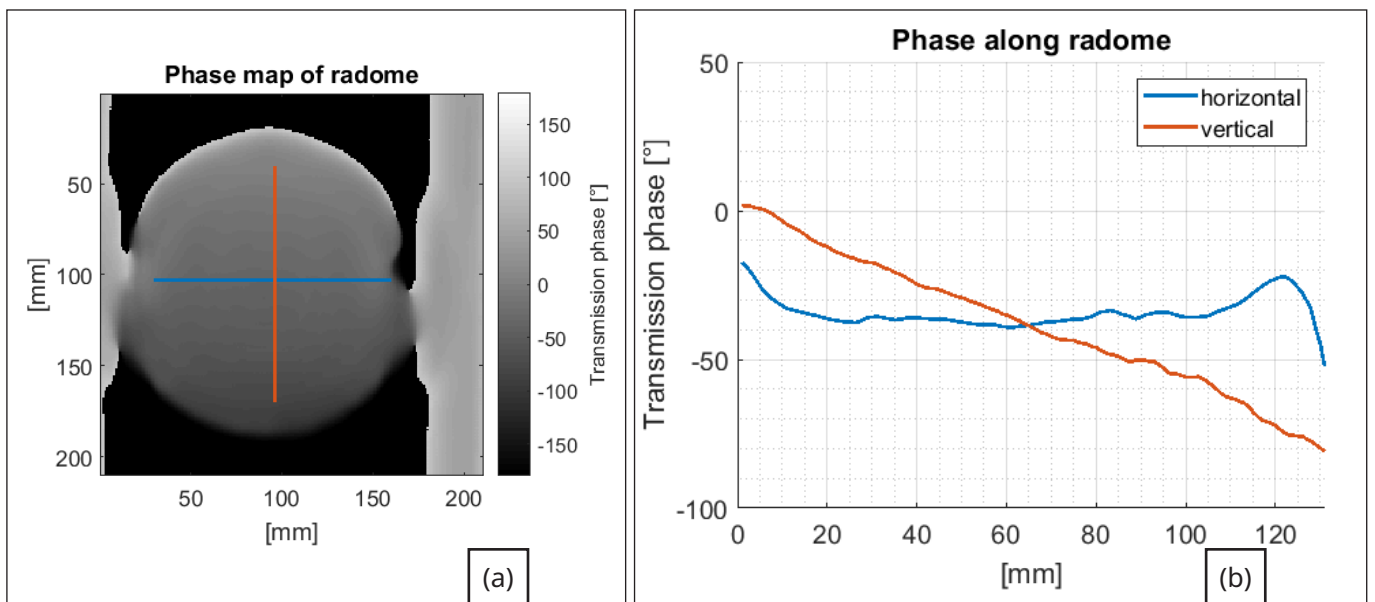 Phase map of radome
50
100
150
200
[mm]
50
100
150
200
[mm]
150
100
50
0
-50
-100
-150
Transmission phase [°]
(a)
Phase along radome
50
0
-50
-100
Transmission phase [°]
horizontal
vertical
0
20
40
60
80
100
120
[mm]
(b)